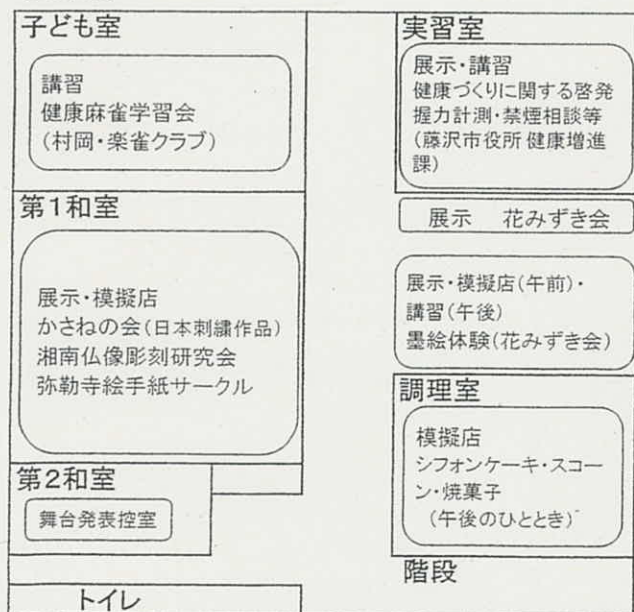 子ども室
講習
健康麻雀学習会
(村岡・楽雀クラブ)
第1和室
展示・模擬店
かさねの会(日本刺繍作品)
湘南仏像彫刻研究会
弥勒寺絵手紙サークル
第2和室
舞台発表控室
トイレ
実習室
展示・講習
健康づくりに関する啓発
握力計測・禁煙相談等
(藤沢市役所 健康増進
課)
展示 花みずき会
展示・模擬店(午前)・
講習(午後)
墨絵体験(花みずき会)
調理室
模擬店
シフォンケーキ・スコー
ン・焼菓子
(午後のひととき)
階段